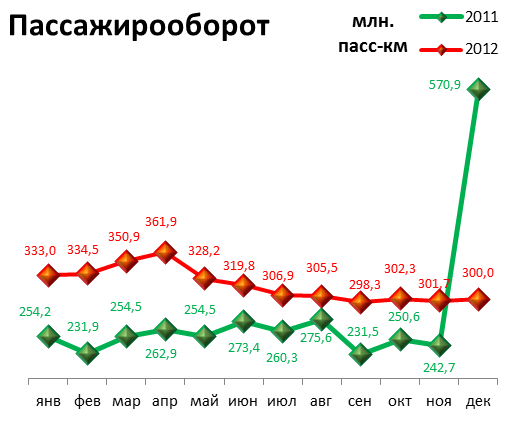 Пассажирооборот
млн.
пасс-км
2011
2012
570,9
333,0 334,5 350,9 361,9 328,2 319,8 306,9 305,5 298,3 302,3 301,7 300,0
254,2 231,9 254,5 262,9 254,5 273,4 260,3 275,6 231,5 250,6 242,7
янв фев мар апр май июн июл авг сен окт ноя дек